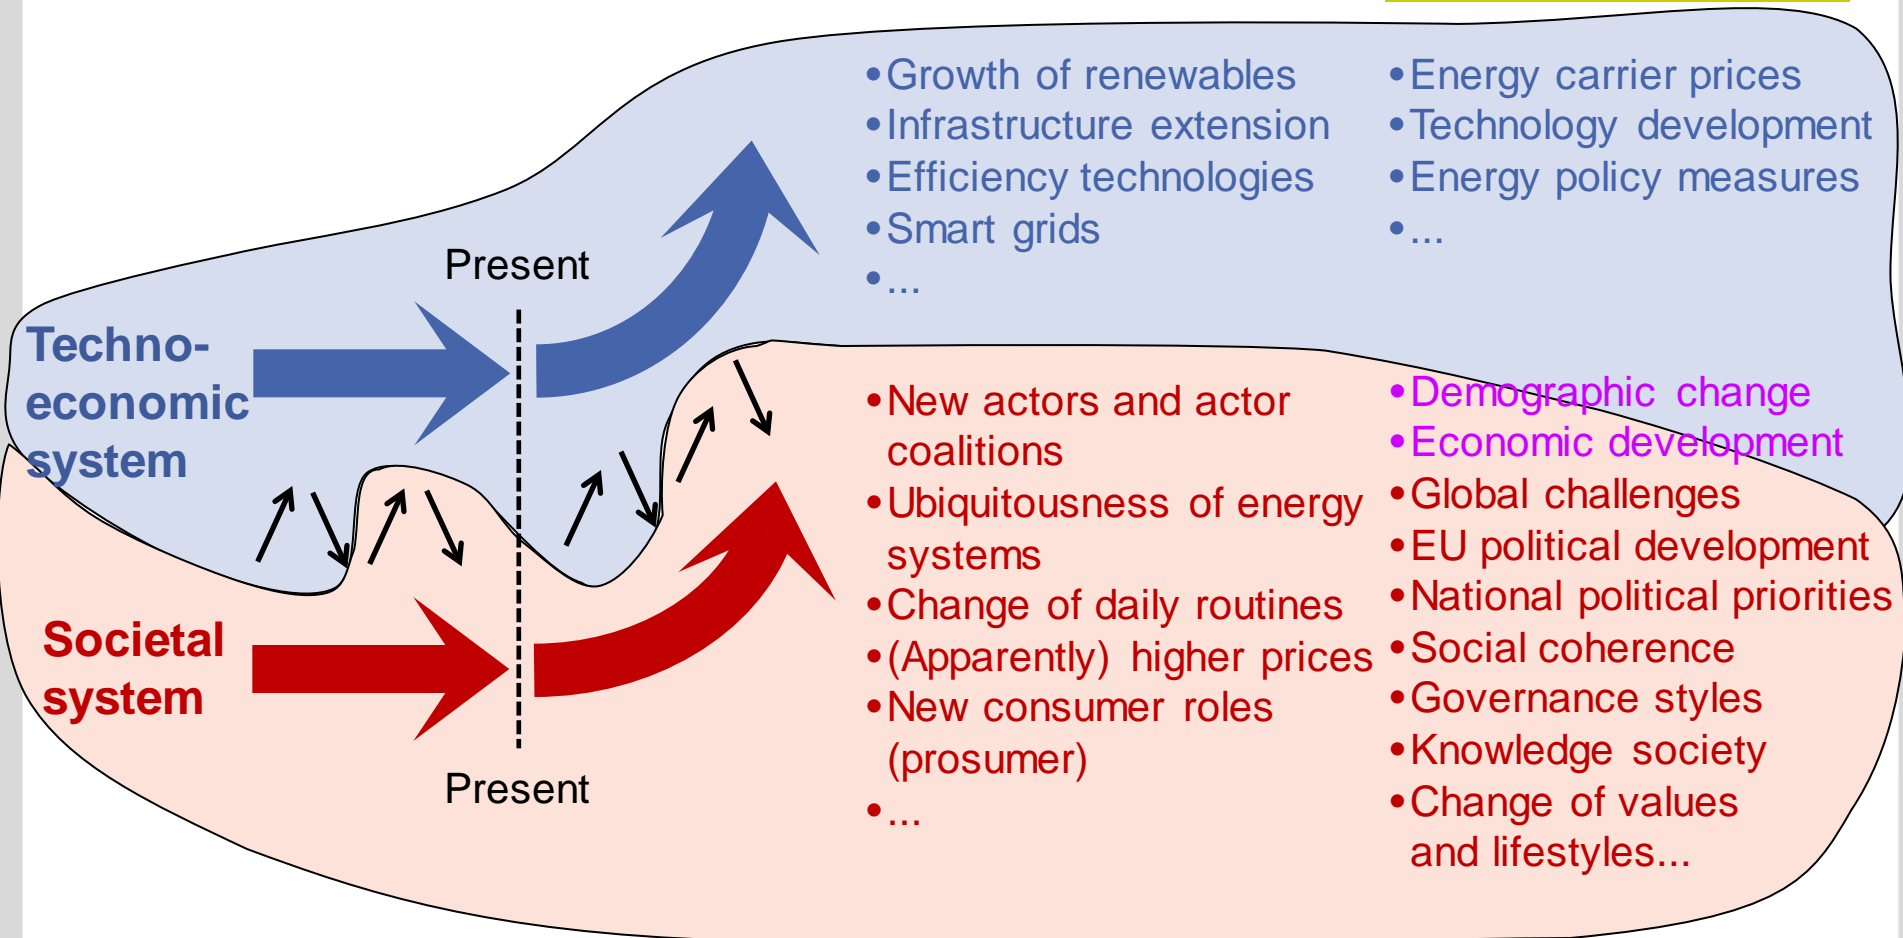 Present
Techno-
economic
system
•Growth of renewables
•Infrastructure extension
•Efficiency technologies
•Smart grids
•...
•Energy carrier prices
•Technology development
•Energy policy measures
•...
Societal
system
Present
•New actors and actor
coalitions
•Ubiquitousness of energy
systems
•Change of daily routines
•(Apparently) higher prices
•New consumer roles
(prosumer)
•...
•Demographic change
•Economic development
•Global challenges
•EU political development
•National political priorities
•Social coherence
•Governance styles
•Knowledge society
•Change of values
and lifestyles...